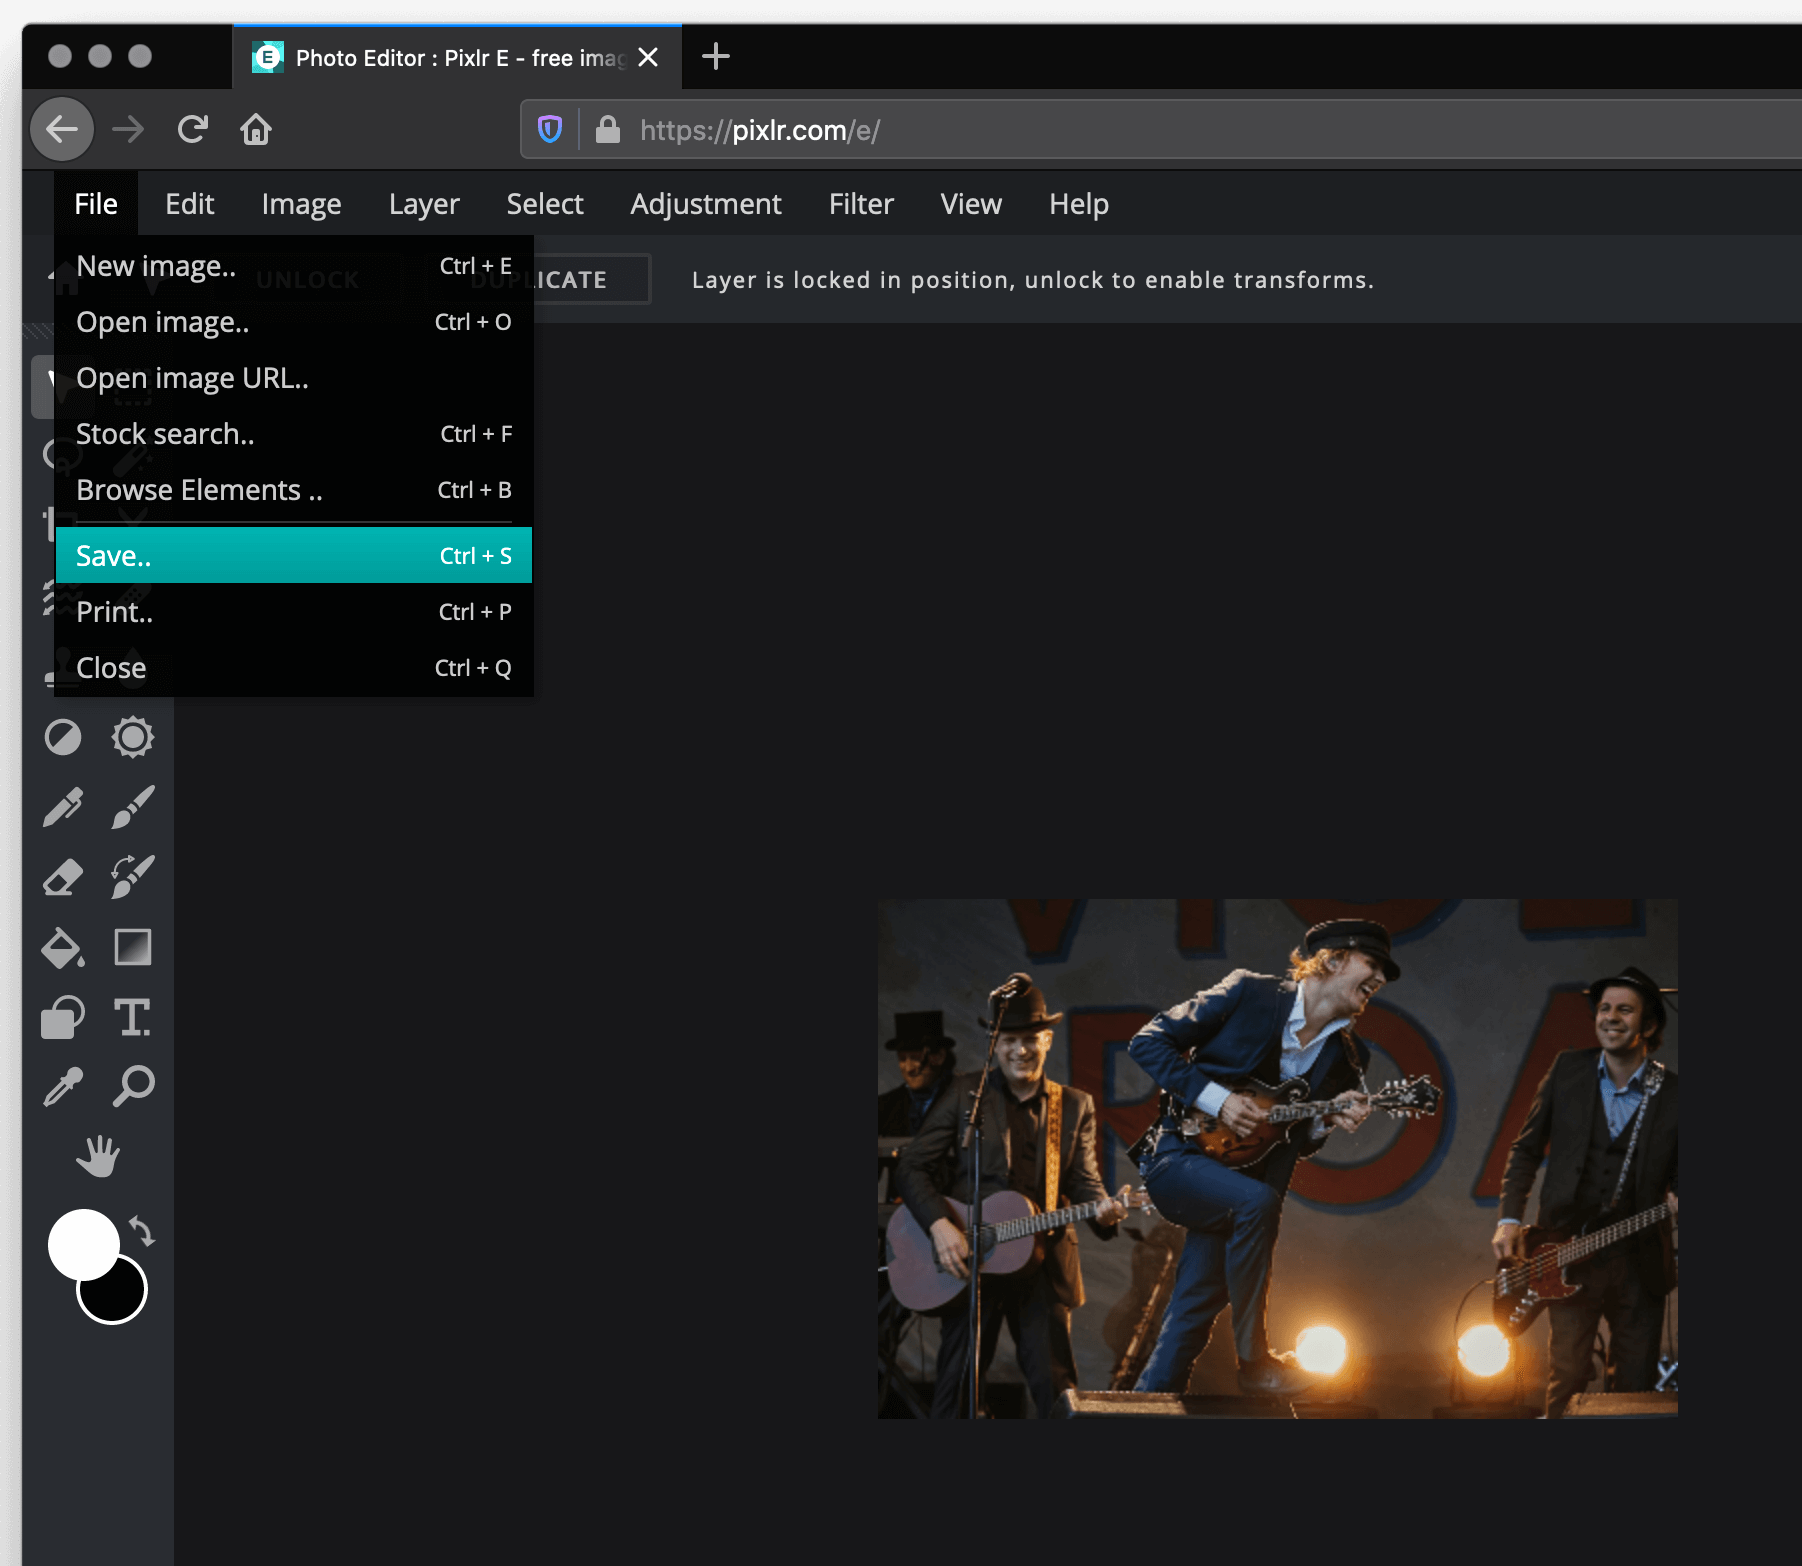 E Photo Editor : Pixlr E - free imag
https://pixlr.com/e/
File Edit Image Layer Select Adjustment Filter View Help
New image.. Ctrl + E
UNLOCK DUPLICATE Layer is locked in position, unlock to enable transforms.
Open image.. Ctrl + O
Open image URL..
Stock search.. Ctrl + F
Browse Elements .. Ctrl + B
Save.. Ctrl + S
Print.. Ctrl + P
Close Ctrl + Q
T.